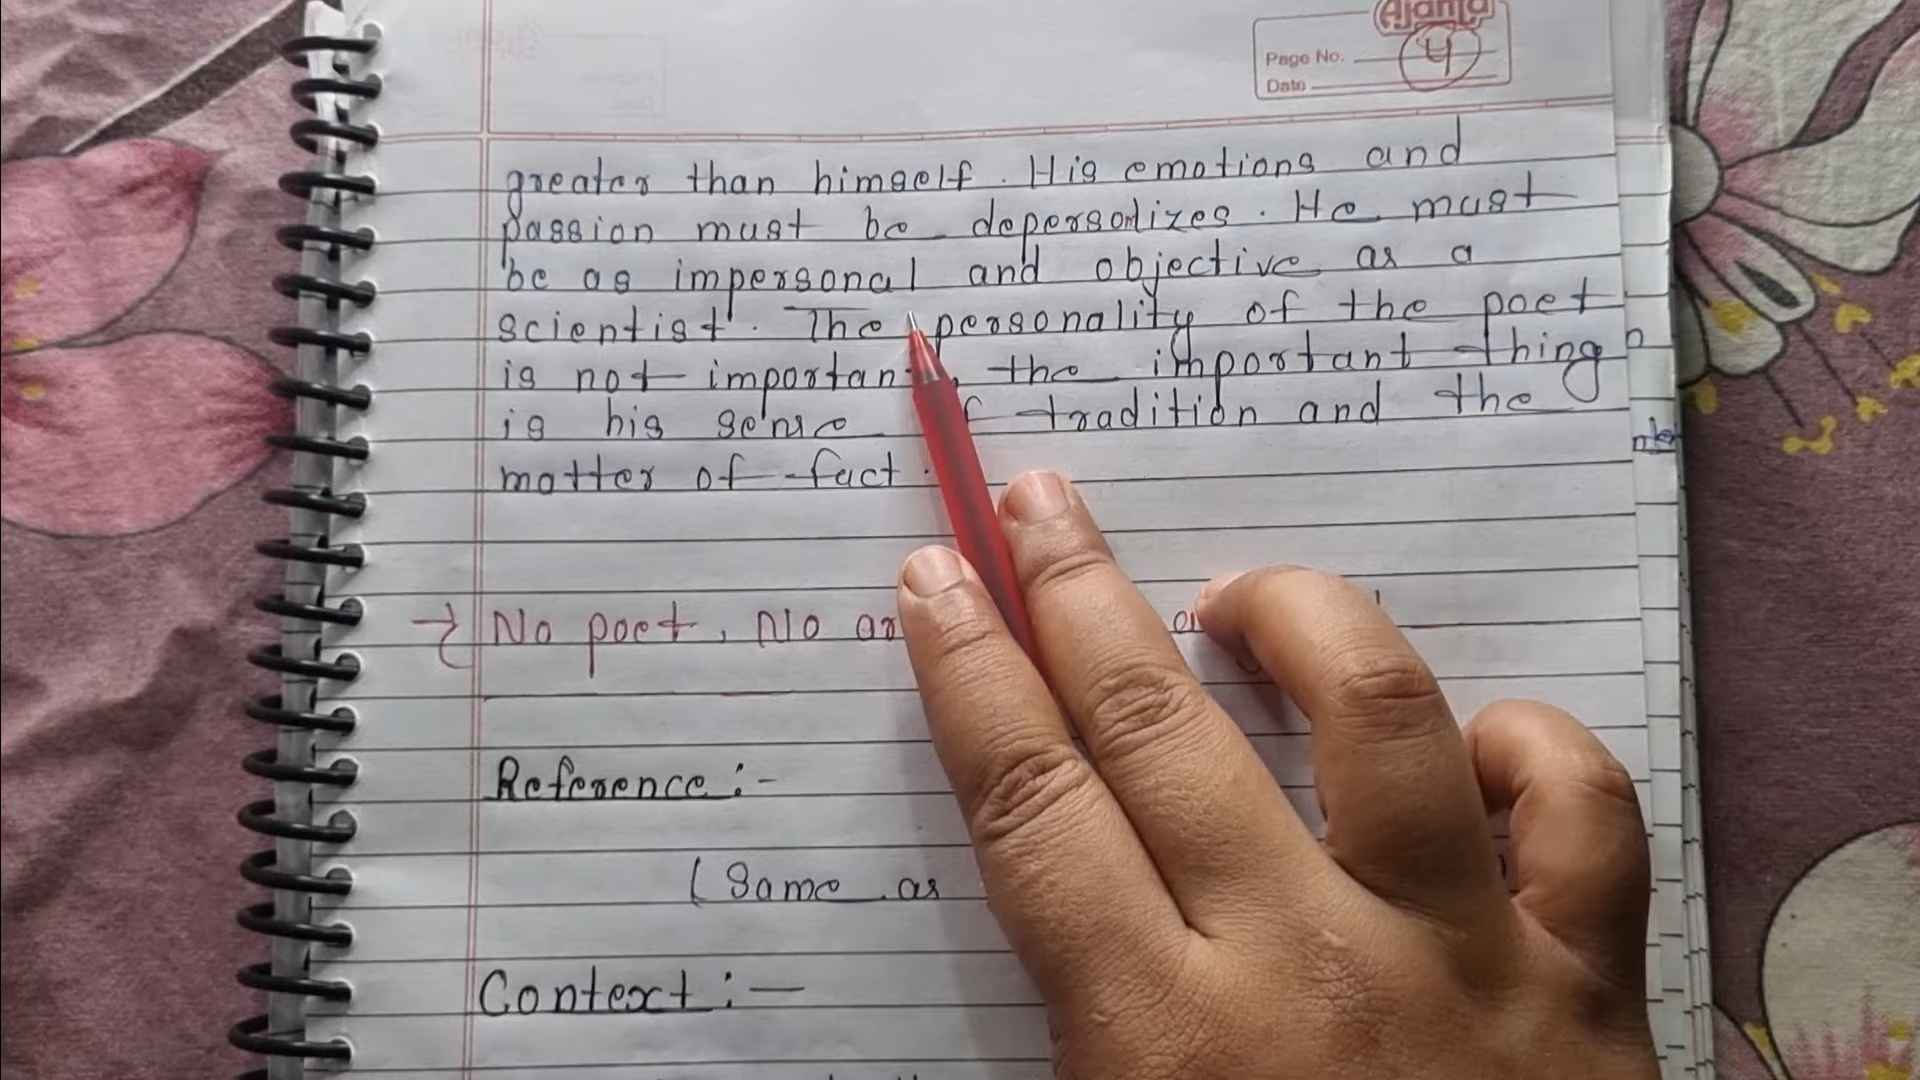 Ajanta
Page No. 4
Date
greater than himself. His emotions and
passion must be depersonlizes. He must
be as impersonal and objective as a
scientist. The personality of the poet
is not important, the important thing
is his sense of tradition and the
matter of fact.
No poet, No
Reference :-
(Same as
Context :-